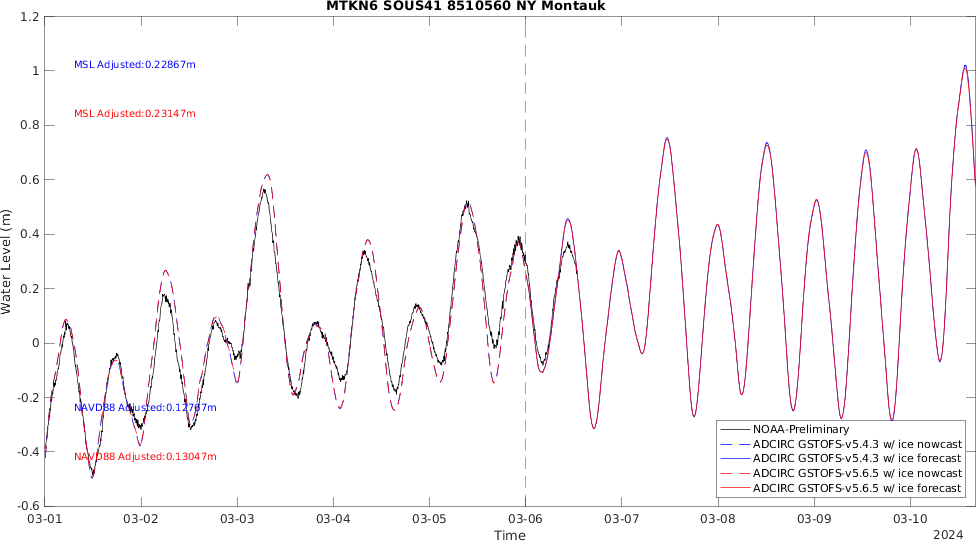 MTKN6 SOUS41 8510560 NY Montauk
1.2
1
0.8
0.6
0.4
0.2
0
-0.2
-0.4
-0.6
Water Level (m)
MSL Adjusted:0.22867m
MSL Adjusted:0.23147m
NAVD88 Adjusted:0.12767m
NAVD88 Adjusted:0.13047m
NOAA-Preliminary
ADCIRC GSTOFS-v5.4.3 w/ ice nowcast
ADCIRC GSTOFS-v5.4.3 w/ ice forecast
ADCIRC GSTOFS-v5.6.5 w/ ice nowcast
ADCIRC GSTOFS-v5.6.5 w/ ice forecast
03-01 03-02 03-03 03-04 03-05 03-06 03-07 03-08 03-09 03-10
Time
2024